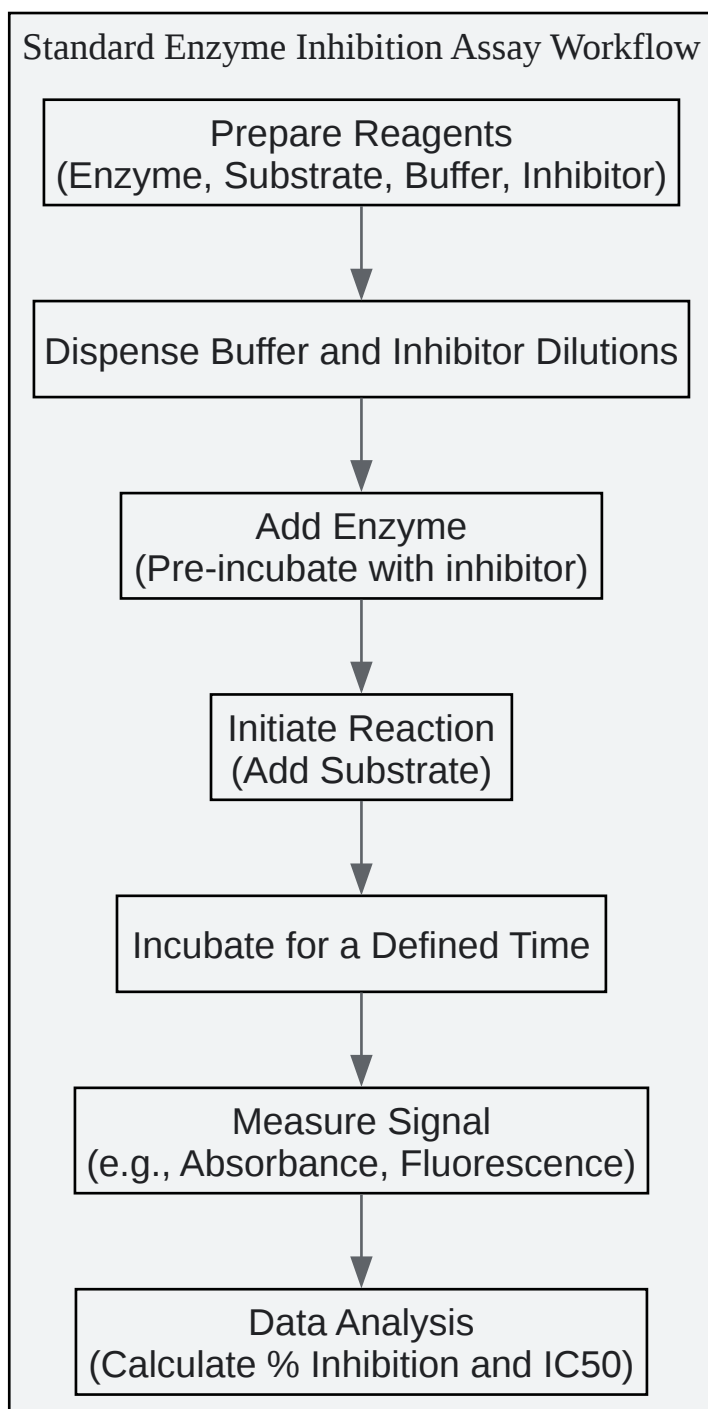 Standard Enzyme Inhibition Assay Workflow
Prepare Reagents
(Enzyme, Substrate, Buffer, Inhibitor)
Dispense Buffer and Inhibitor Dilutions
Add Enzyme
(Pre-incubate with inhibitor)
Initiate Reaction
(Add Substrate)
Incubate for a Defined Time
Measure Signal
(e.g., Absorbance, Fluorescence)
Data Analysis
(Calculate % Inhibition and IC50)